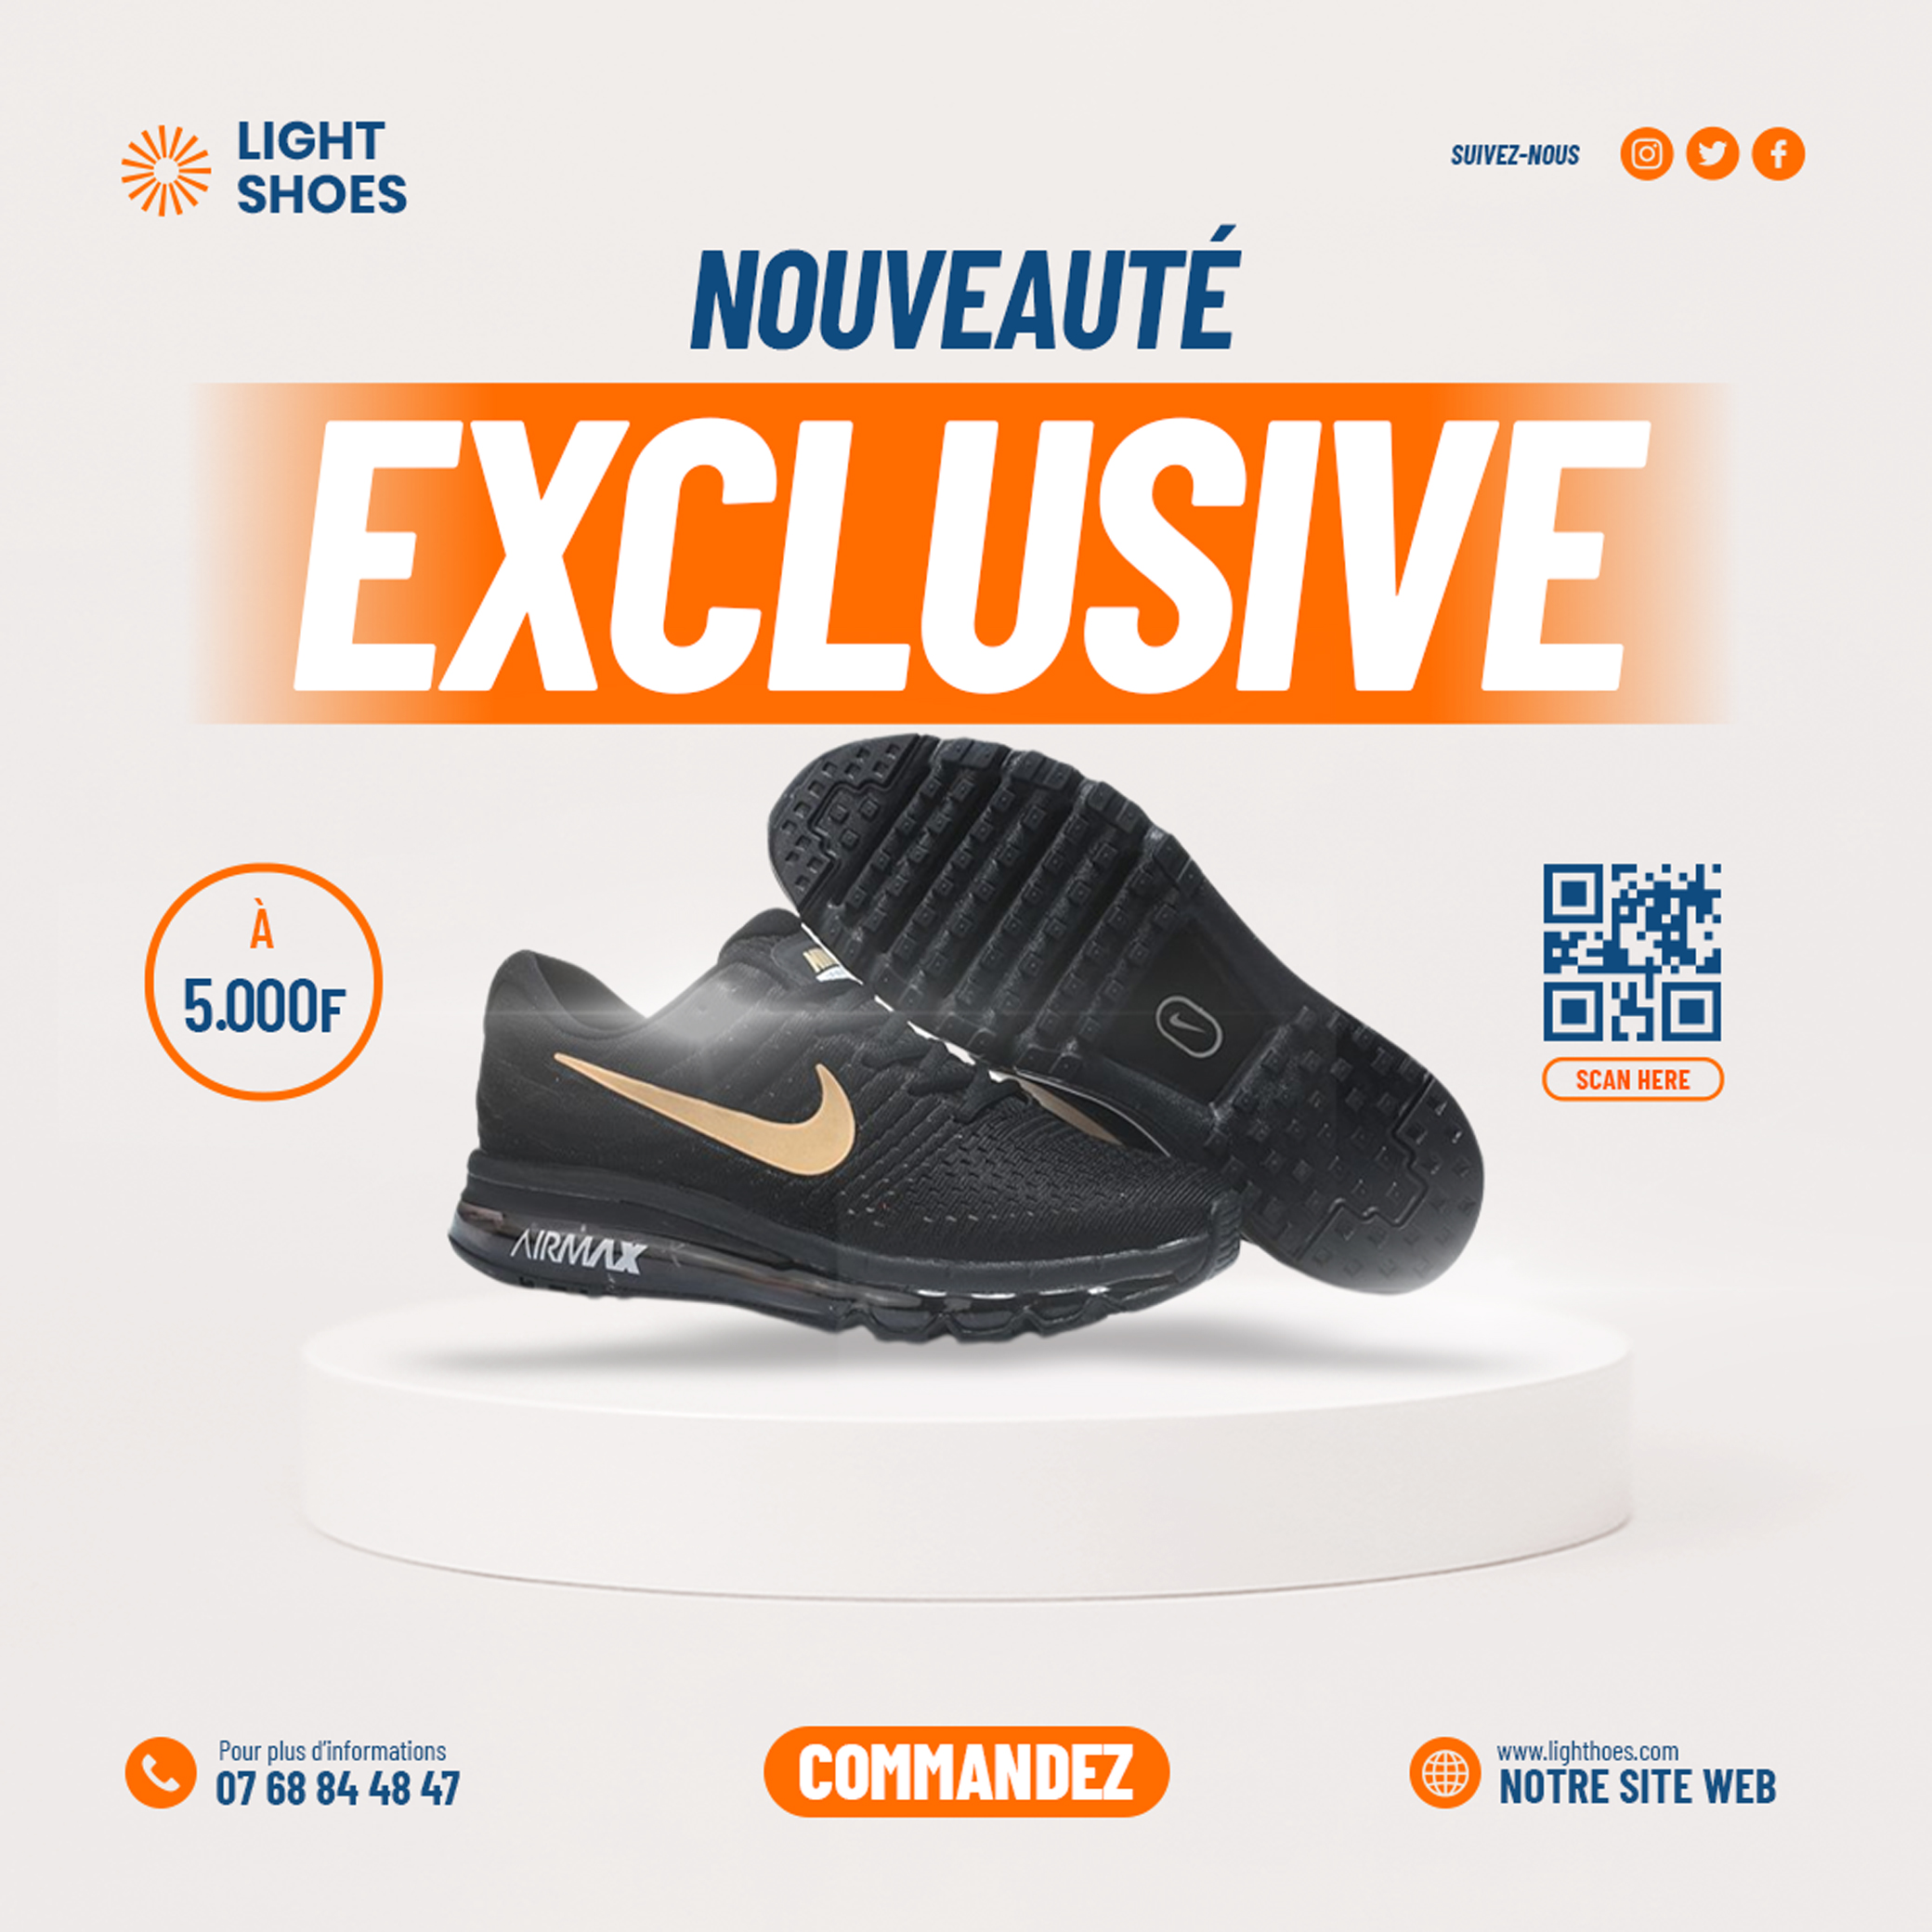 LIGHT
SHOES
SUIVEZ-NOUS
NOUVEAUTÉ
EXCLUSIVE
À
5.000F
AIRMAX
SCAN HERE
Pour plus d'informations
07 68 84 48 47
COMMANDEZ
www.lighthoes.com
NOTRE SITE WEB